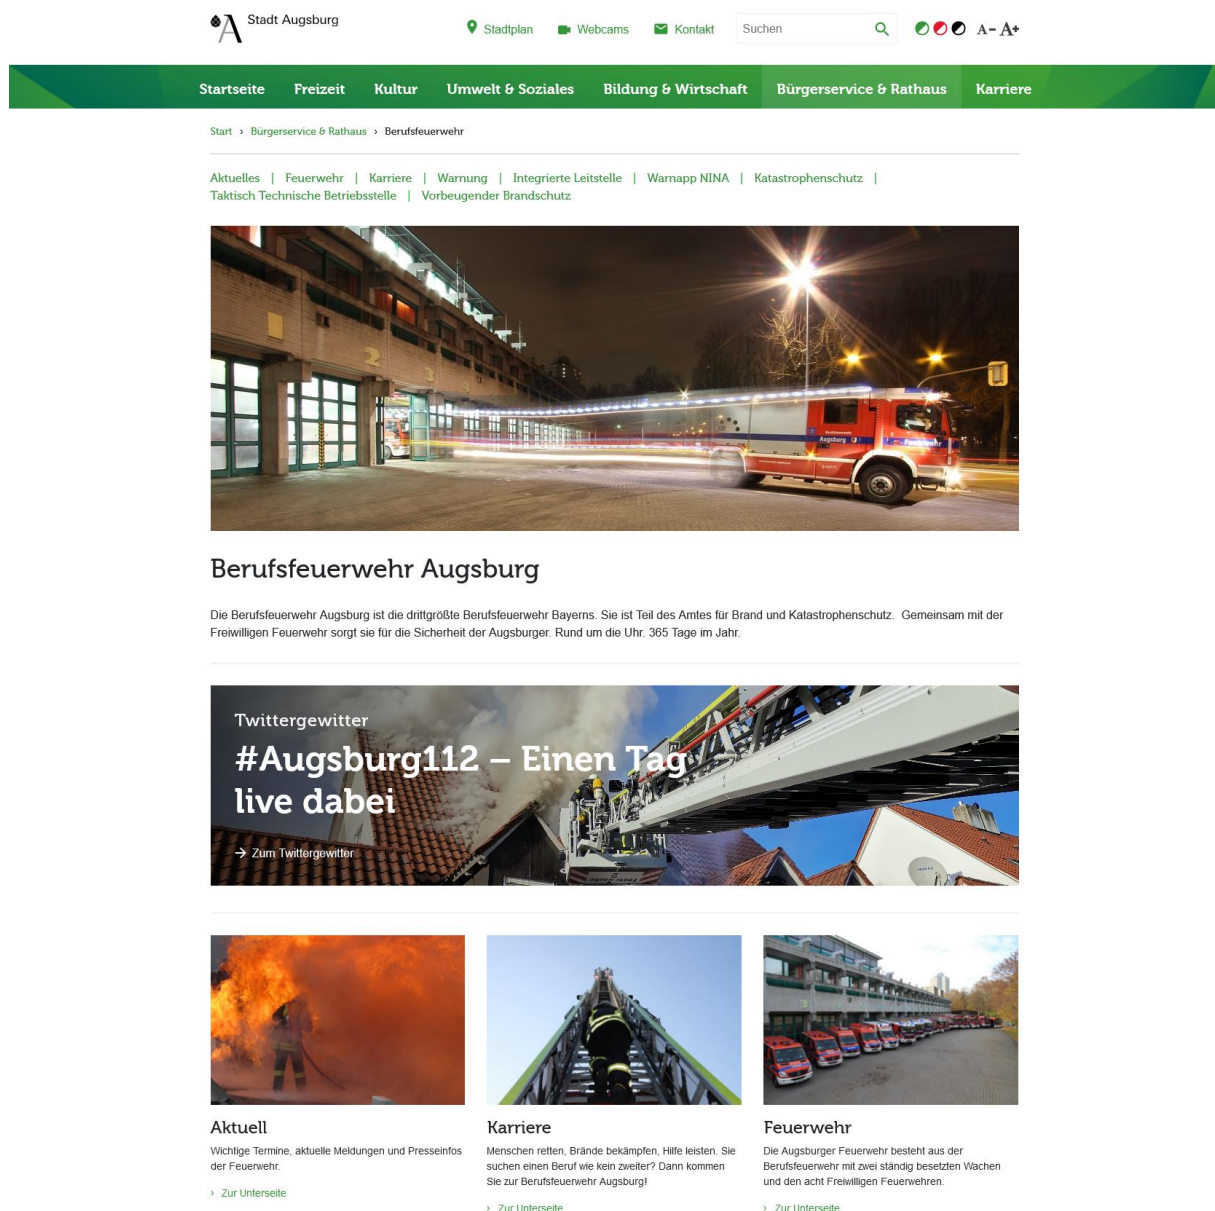 Stadt Augsburg
Stadtplan
Webcams
Kontakt
Suchen
A- A+
Startseite Freizeit Kultur Umwelt & Soziales Bildung & Wirtschaft Bürgerservice & Rathaus Karriere
Start › Bürgerservice & Rathaus › Berufsfeuerwehr
Aktuelles | Feuerwehr | Karriere | Warnung | Integrierte Leitstelle | Warnapp NINA | Katastrophenschutz |
Taktisch Technische Betriebsstelle | Vorbeugender Brandschutz
2
3
Augsburg
Feuerwehr
Berufsfeuerwehr Augsburg
Die Berufsfeuerwehr Augsburg ist die drittgrößte Berufsfeuerwehr Bayerns. Sie ist Teil des Amtes für Brand und Katastrophenschutz. Gemeinsam mit der
Freiwilligen Feuerwehr sorgt sie für die Sicherheit der Augsburger. Rund um die Uhr. 365 Tage im Jahr.
Twittergewitter
#Augsburg112 – Einen Tag
live dabei
→ Zum Twittergewitter
Aktuell
Wichtige Termine, aktuelle Meldungen und Presseinfos
der Feuerwehr.
› Zur Unterseite
Karriere
Menschen retten, Brände bekämpfen, Hilfe leisten. Sie
suchen einen Beruf wie kein zweiter? Dann kommen
Sie zur Berufsfeuerwehr Augsburg!
› Zur Unterseite
Feuerwehr
Die Augsburger Feuerwehr besteht aus der
Berufsfeuerwehr mit zwei ständig besetzten Wachen
und den acht Freiwilligen Feuerwehren.
› Zur Unterseite